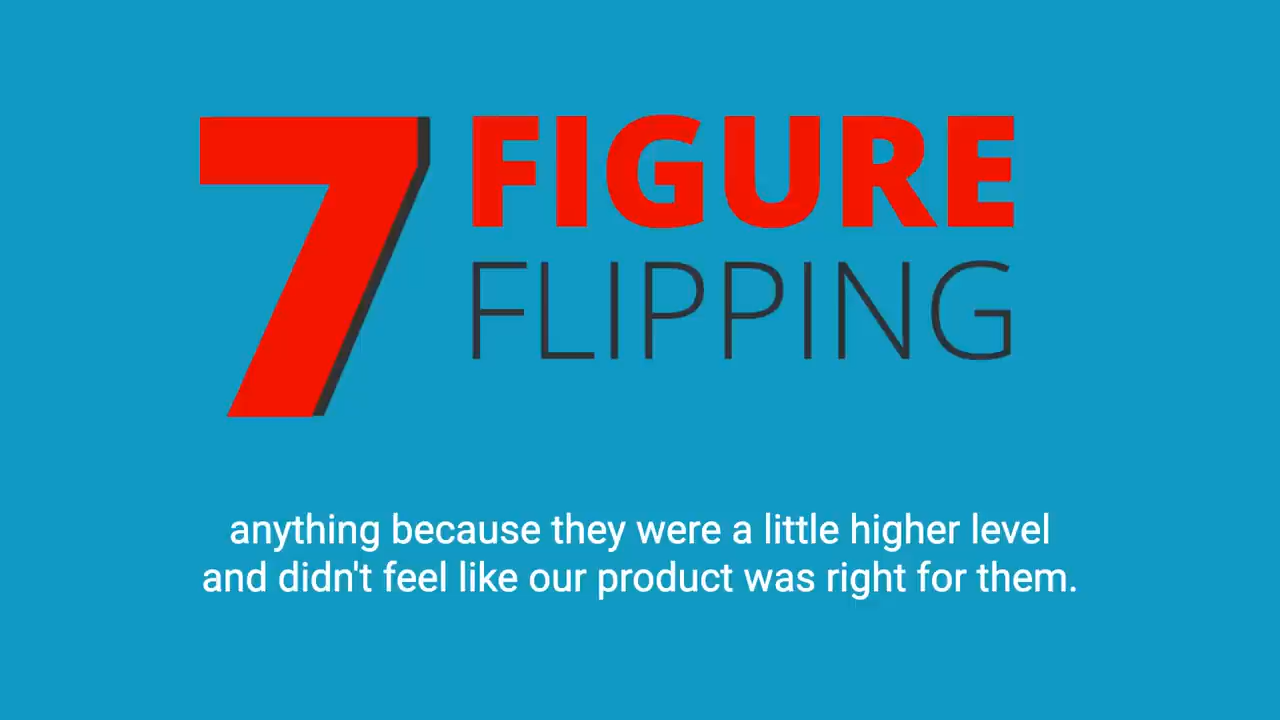 7 FIGURE
FLIPPING
anything because they were a little higher level
and didn't feel like our product was right for them.